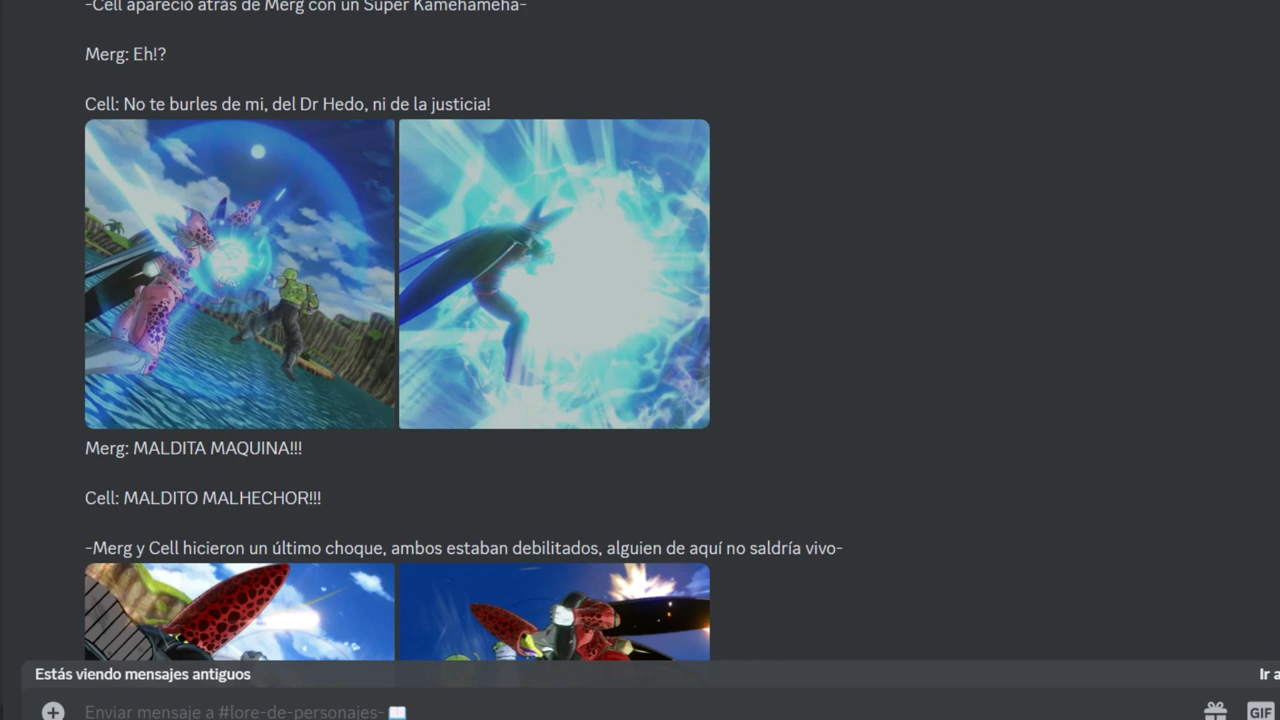 -Cell apareció atrás de Merg con un Super Kamehameha-
Merg: Eh!?
Cell: No te burles de mi, del Dr Hedo, ni de la justicia!
Merg: MALDITA MAQUINA!!!
Cell: MALDITO MALHECHOR!!!
-Merg y Cell hicieron un último choque, ambos estaban debilitados, alguien de aquí no saldría vivo-
Estás viendo mensajes antiguos
Ir a
Enviar mensaje a #lore-de-personajes-
GIF